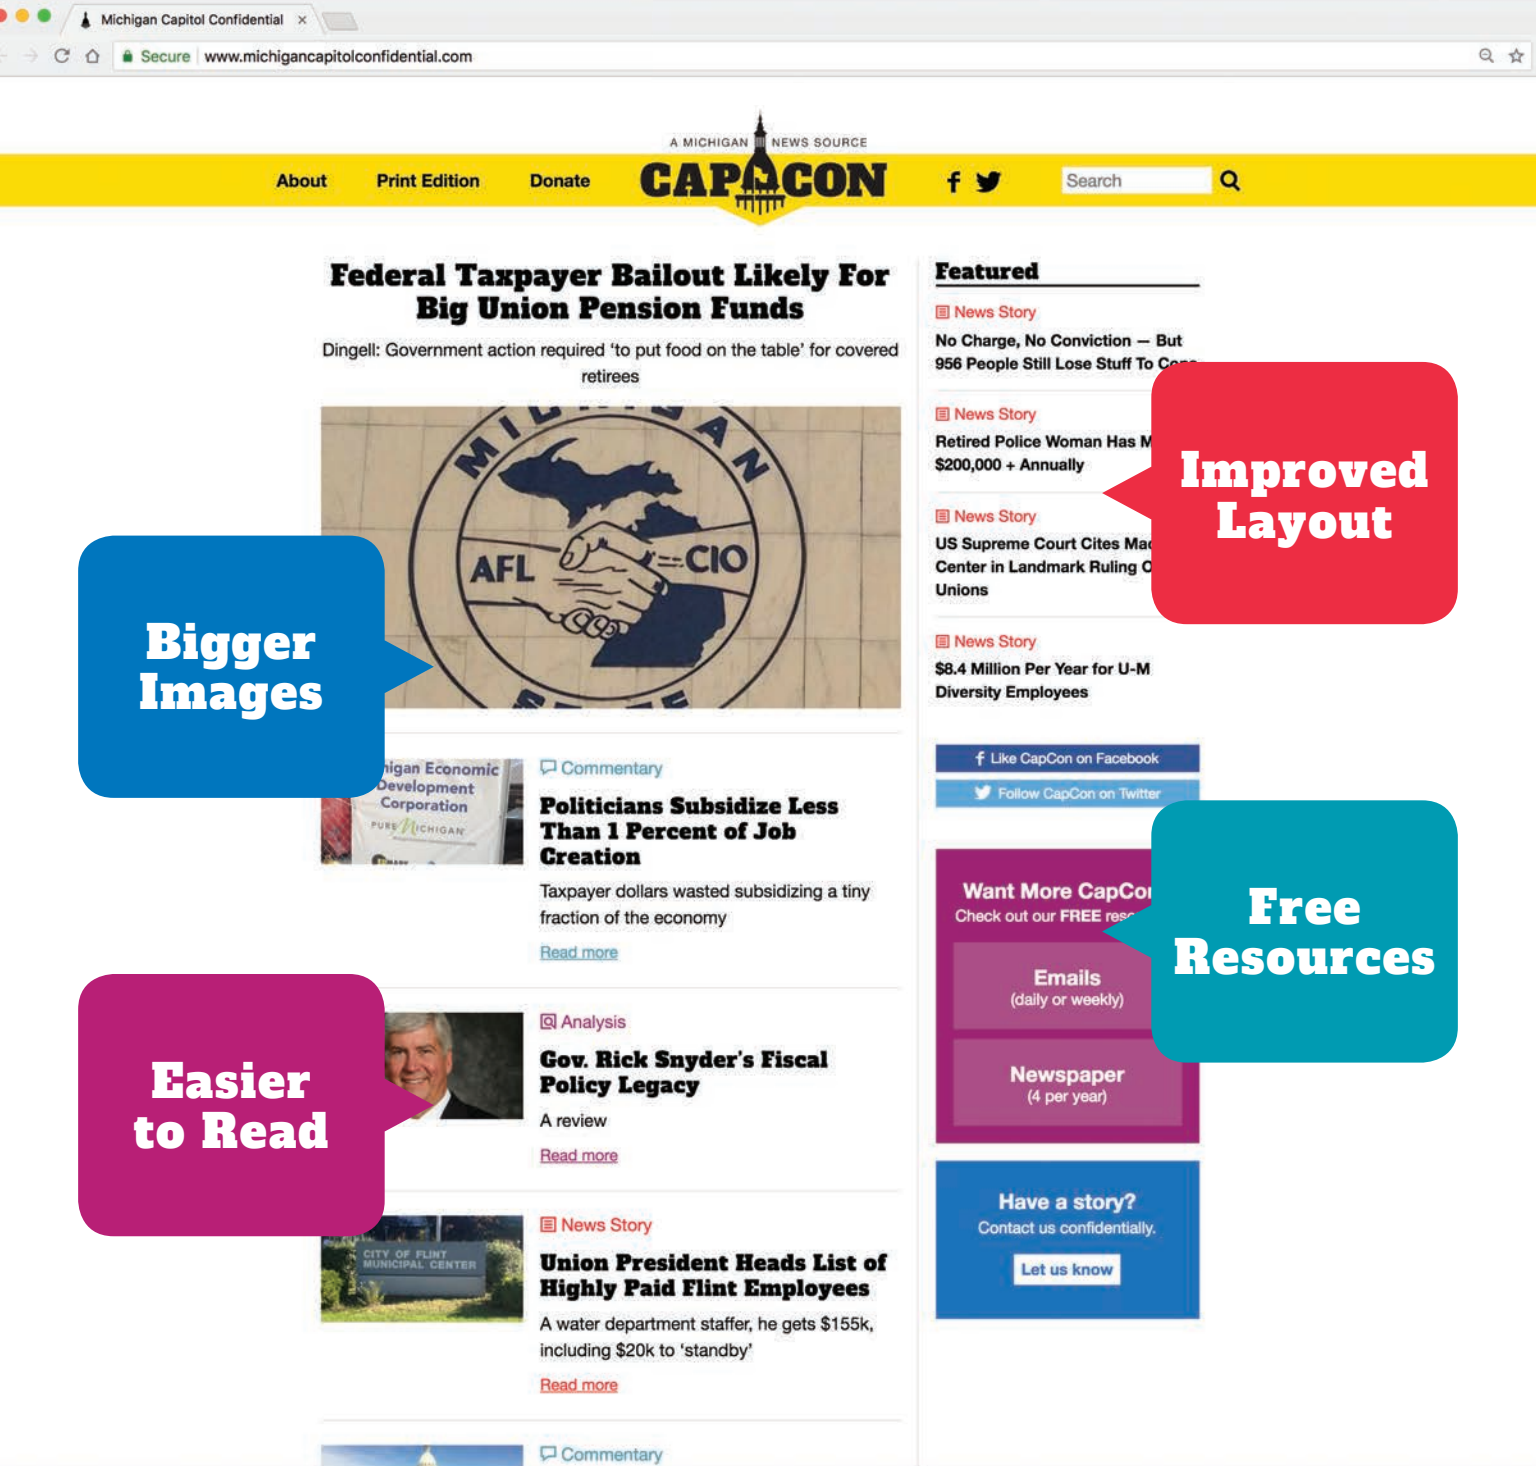 Michigan Capitol Confidential ×
Secure www.michigancapitolconfidential.com
A MICHIGAN NEWS SOURCE
CAPCON
About Print Edition Donate
Search
Federal Taxpayer Bailout Likely For
Big Union Pension Funds
Dingell: Government action required ‘to put food on the table’ for covered
retirees
MICHIGAN
AFL CIO
STATE
Bigger
Images
Development
Corporation
PURE MICHIGAN
Economic
Commentary
Politicians Subsidize Less
Than 1 Percent of Job
Creation
Taxpayer dollars wasted subsidizing a tiny
fraction of the economy
Read more
Easier
to Read
Analysis
Gov. Rick Snyder’s Fiscal
Policy Legacy
A review
Read more
CITY OF FLINT
MUNICIPAL CENTER
News Story
Union President Heads List of
Highly Paid Flint Employees
A water department staffer, he gets $155k,
including $20k to ‘standby’
Read more
Commentary
Featured
News Story
No Charge, No Conviction — But
956 People Still Lose Stuff To Cops
News Story
Retired Police Woman Has
$200,000 + Annually
News Story
US Supreme Court Cites
Center in Landmark Ruling
Unions
News Story
$8.4 Million Per Year for U-M
Diversity Employees
Improved
Layout
Like CapCon on Facebook
Follow CapCon on Twitter
Want More CapCon
Check out our FREE
Emails
(daily or weekly)
Newspaper
(4 per year)
Free
Resources
Have a story?
Contact us confidentially.
Let us know